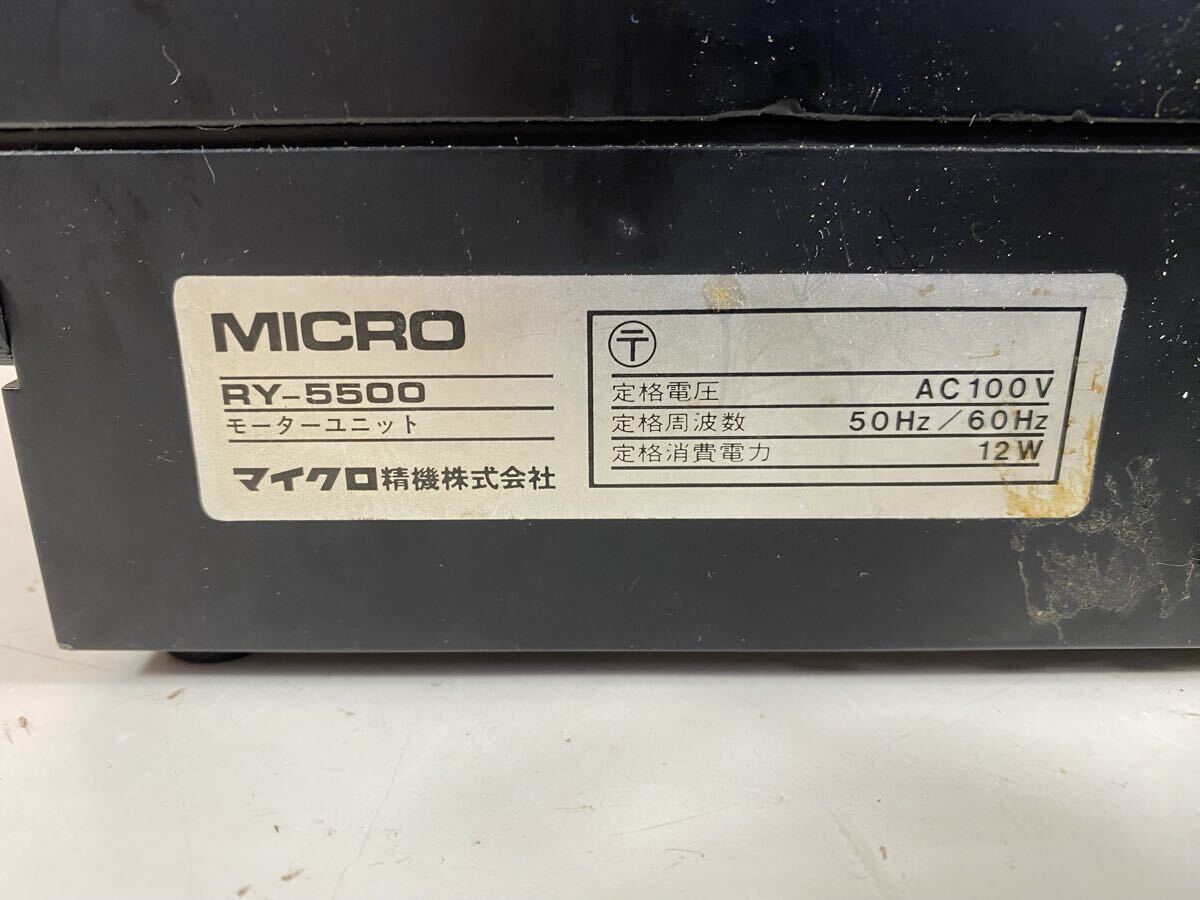 MICRO
RY-5500
モーターユニット
マイクロ精機株式会社
〒
定格電圧 AC100V
定格周波数 50Hz/60Hz
定格消費電力 12W